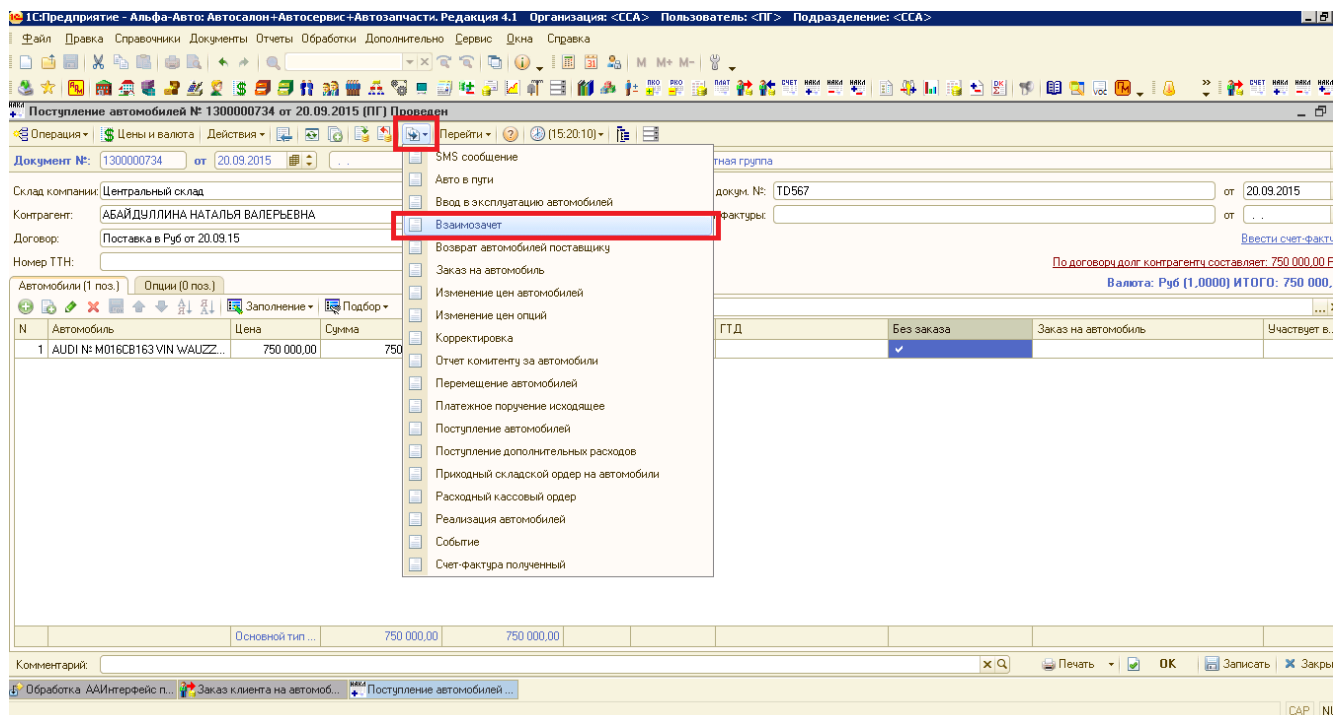 1С:Предприятие - Альфа-Авто: Автосалон+Автосервис+Автозапчасти. Редакция 4.1 Организация: <ССА> Пользователь: <ПГ> Подразделение: <ССА>
Файл Правка Справочники Документы Отчеты Обработки Дополнительно Сервис Окна Справка
M M+ M-
Поступление автомобилей № 1300000734 от 20.09.2015 (ПГ) Проведен
Операция Цены и валюта Действия Перейти (15:20:10)
Документ №: 1300000734 от 20.09.2015 . . тная группа
Склад компании: Центральный склад докум. №: TD567 от 20.09.2015
Контрагент: АБАЙДУЛЛИНА НАТАЛЬЯ ВАЛЕРЬЕВНА фактуры: от . .
Договор: Поставка в Руб от 20.09.15 Ввести счет-факту
Номер ТТН: По договору долг контрагенту составляет: 750 000,00 Р
Автомобили (1 поз.) Опции (0 поз.) Валюта: Руб (1,0000) ИТОГО: 750 000,
Заполнение Подбор
N Автомобиль Цена Сумма ГТД Без заказа Заказ на автомобиль Участвует в..
1 AUDI № M016CB163 VIN WAUZZ... 750 000,00 750
SMS сообщение
Авто в пути
Ввод в эксплуатацию автомобилей
Взаимозачет
Возврат автомобилей поставщику
Заказ на автомобиль
Изменение цен автомобилей
Изменение цен опций
Корректировка
Отчет комитенту за автомобили
Перемещение автомобилей
Платежное поручение исходящее
Поступление автомобилей
Поступление дополнительных расходов
Приходный складской ордер на автомобили
Расходный кассовый ордер
Реализация автомобилей
Событие
Счет-фактура полученный
Основной тип ... 750 000,00 750 000,00
Комментарий: Печать OK Записать Закры
Обработка ААИнтерфейс п... Заказ клиента на автомоб... Поступление автомобилей ...
CAP NU